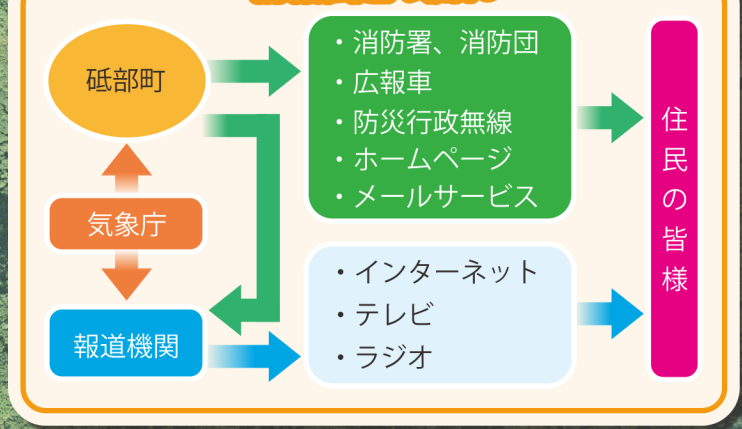 砥部町
・消防署、消防団
・広報車
・防災行政無線
・ホームページ
・メールサービス
気象庁
報道機関
・インターネット
・テレビ
・ラジオ
住民の皆様